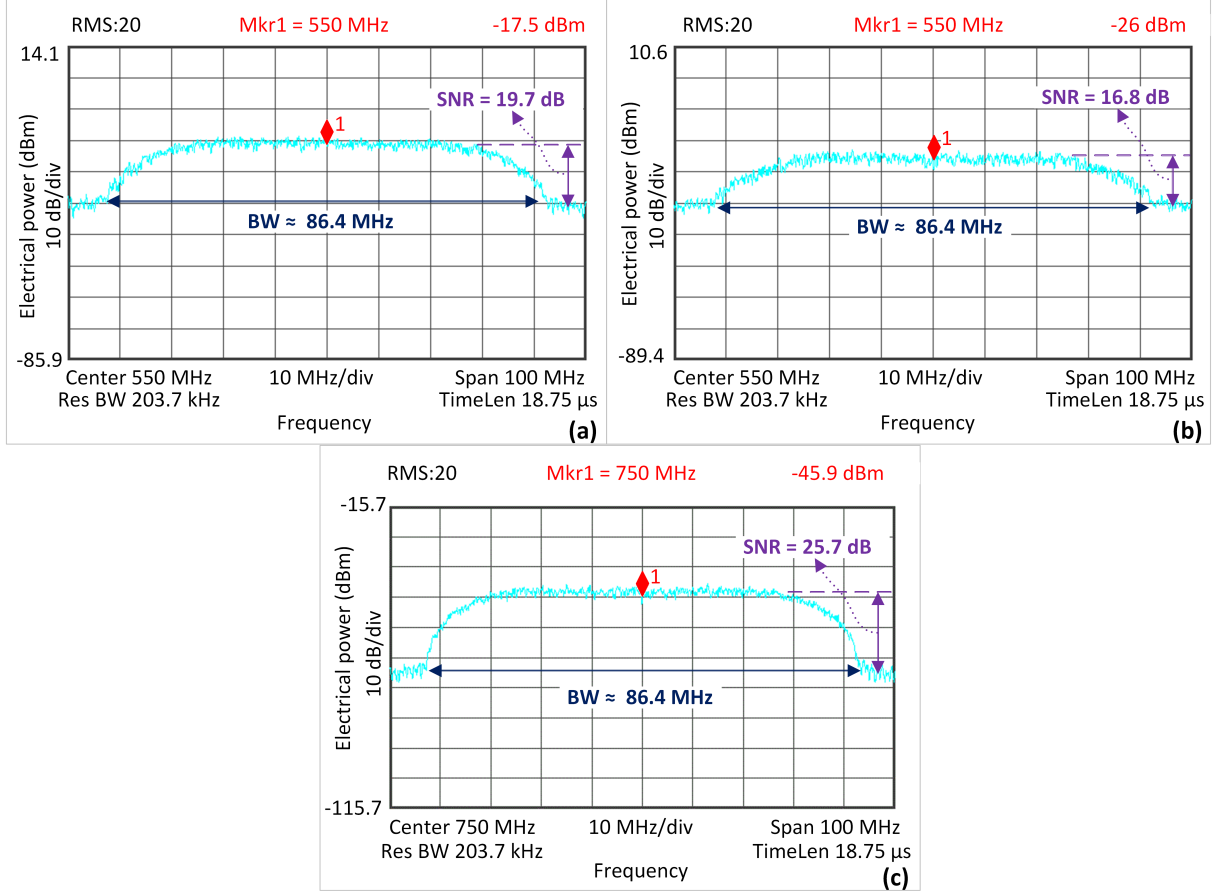 RMS:20 Mkr1 = 550 MHz -17.5 dBm
14.1
SNR = 19.7 dB
1
Electrical power (dBm)
10 dB/div
BW ≈ 86.4 MHz
-85.9
Center 550 MHz 10 MHz/div Span 100 MHz
Res BW 203.7 kHz TimeLen 18.75 µs
Frequency
(a)
RMS:20 Mkr1 = 550 MHz -26 dBm
10.6
SNR = 16.8 dB
1
Electrical power (dBm)
10 dB/div
BW ≈ 86.4 MHz
-89.4
Center 550 MHz 10 MHz/div Span 100 MHz
Res BW 203.7 kHz TimeLen 18.75 µs
Frequency
(b)
RMS:20 Mkr1 = 750 MHz -45.9 dBm
-15.7
SNR = 25.7 dB
1
Electrical power (dBm)
10 dB/div
BW ≈ 86.4 MHz
-115.7
Center 750 MHz 10 MHz/div Span 100 MHz
Res BW 203.7 kHz TimeLen 18.75 µs
Frequency
(c)